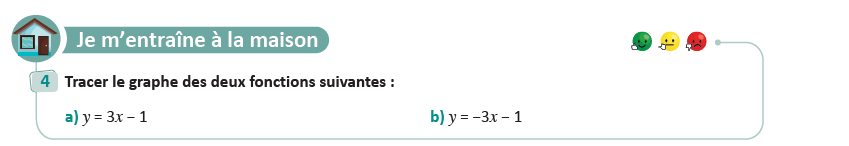 Je m’entraîne à la maison
4 Tracer le graphe des deux fonctions suivantes :
a) y = 3x – 1 b) y = –3x – 1